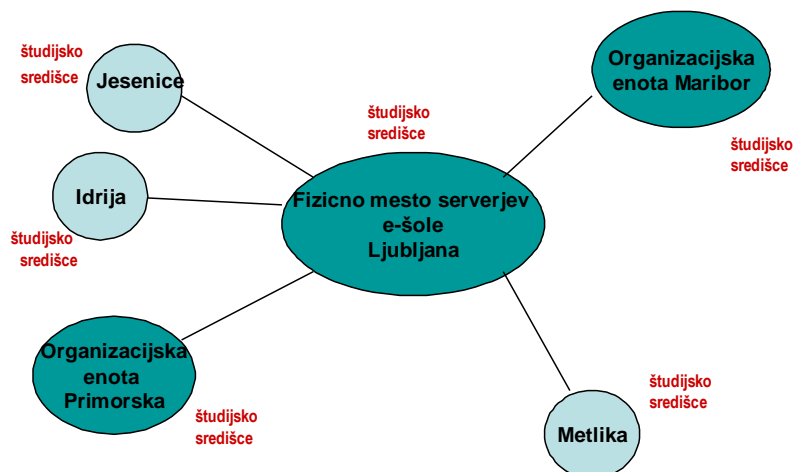 študijsko
središce
Jesenice
Organizacijska
enota Maribor
študijsko
središce
študijsko
središce
Idrija
študijsko
središce
Fizicno mesto serverjev
e-šole
Ljubljana
Organizacijska
enota
Primorska
študijsko
središce
študijsko
središce
Metlika